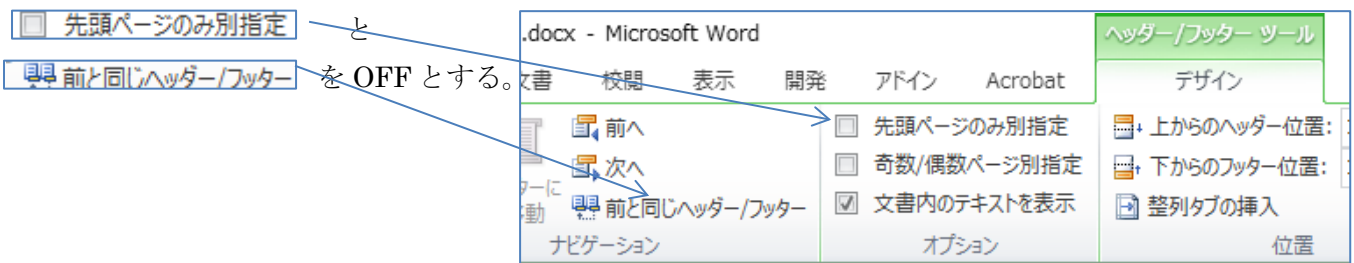 先頭ページのみ別指定 と
前と同じヘッダー/フッター を OFF とする。
.docx - Microsoft Word
ヘッダー/フッター ツール
文書 校閲 表示 開発 アドイン Acrobat デザイン
前へ
次へ
ターに
移動
前と同じヘッダー/フッター
ナビゲーション
先頭ページのみ別指定
奇数/偶数ページ別指定
文書内のテキストを表示
オプション
上からのヘッダー位置:
下からのフッター位置:
整列タブの挿入
位置